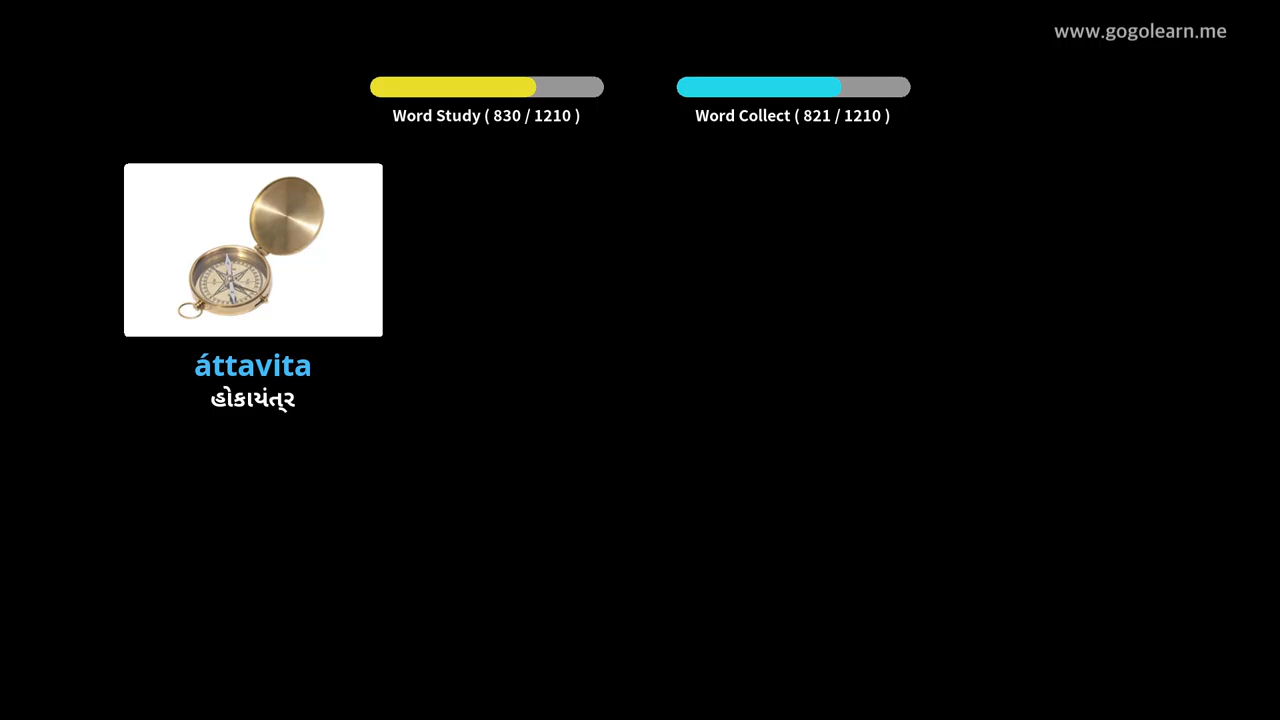 www.gogolearn.me
Word Study ( 830 / 1210 )
Word Collect ( 821 / 1210 )
áttavita
હોકાયંત્ર